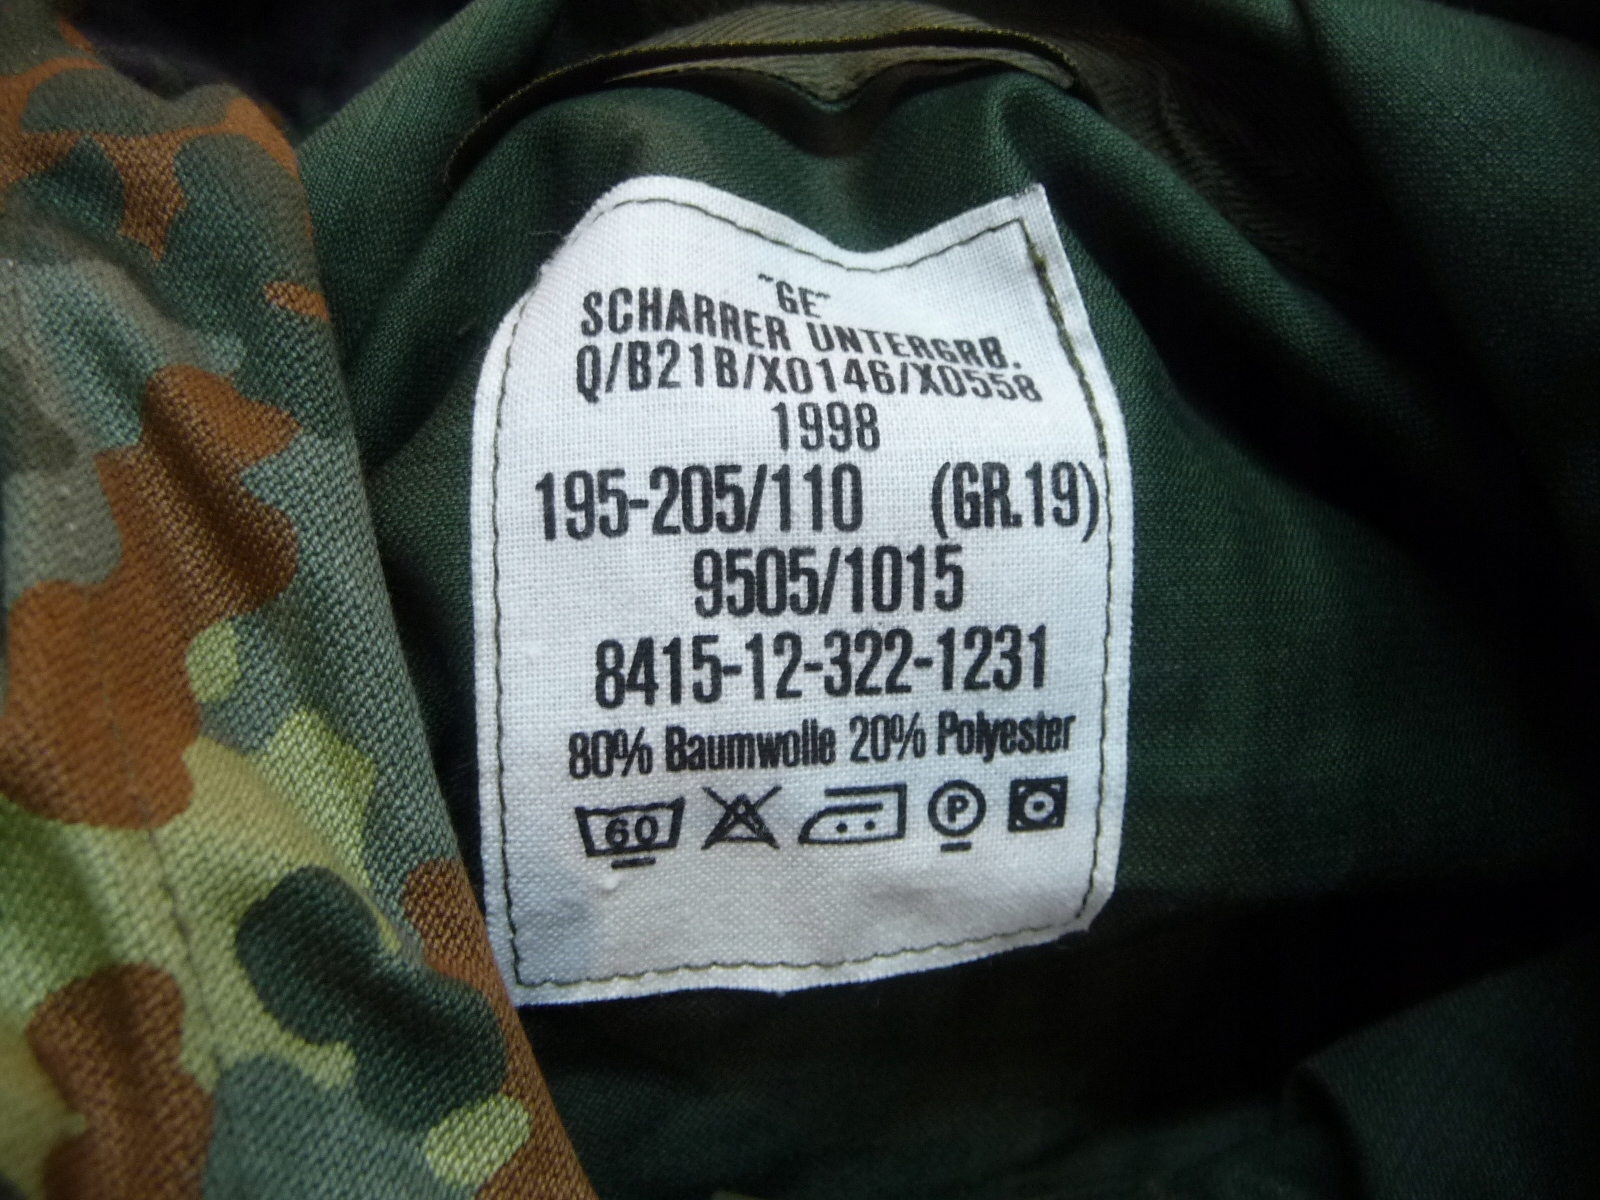 "GE"
SCHARRER UNTERGRB.
Q/B21B/X0146/X0558
1998
195-205/110 (GR.19)
9505/1015
8415-12-322-1231
80% Baumwolle 20% Polyester
60 P